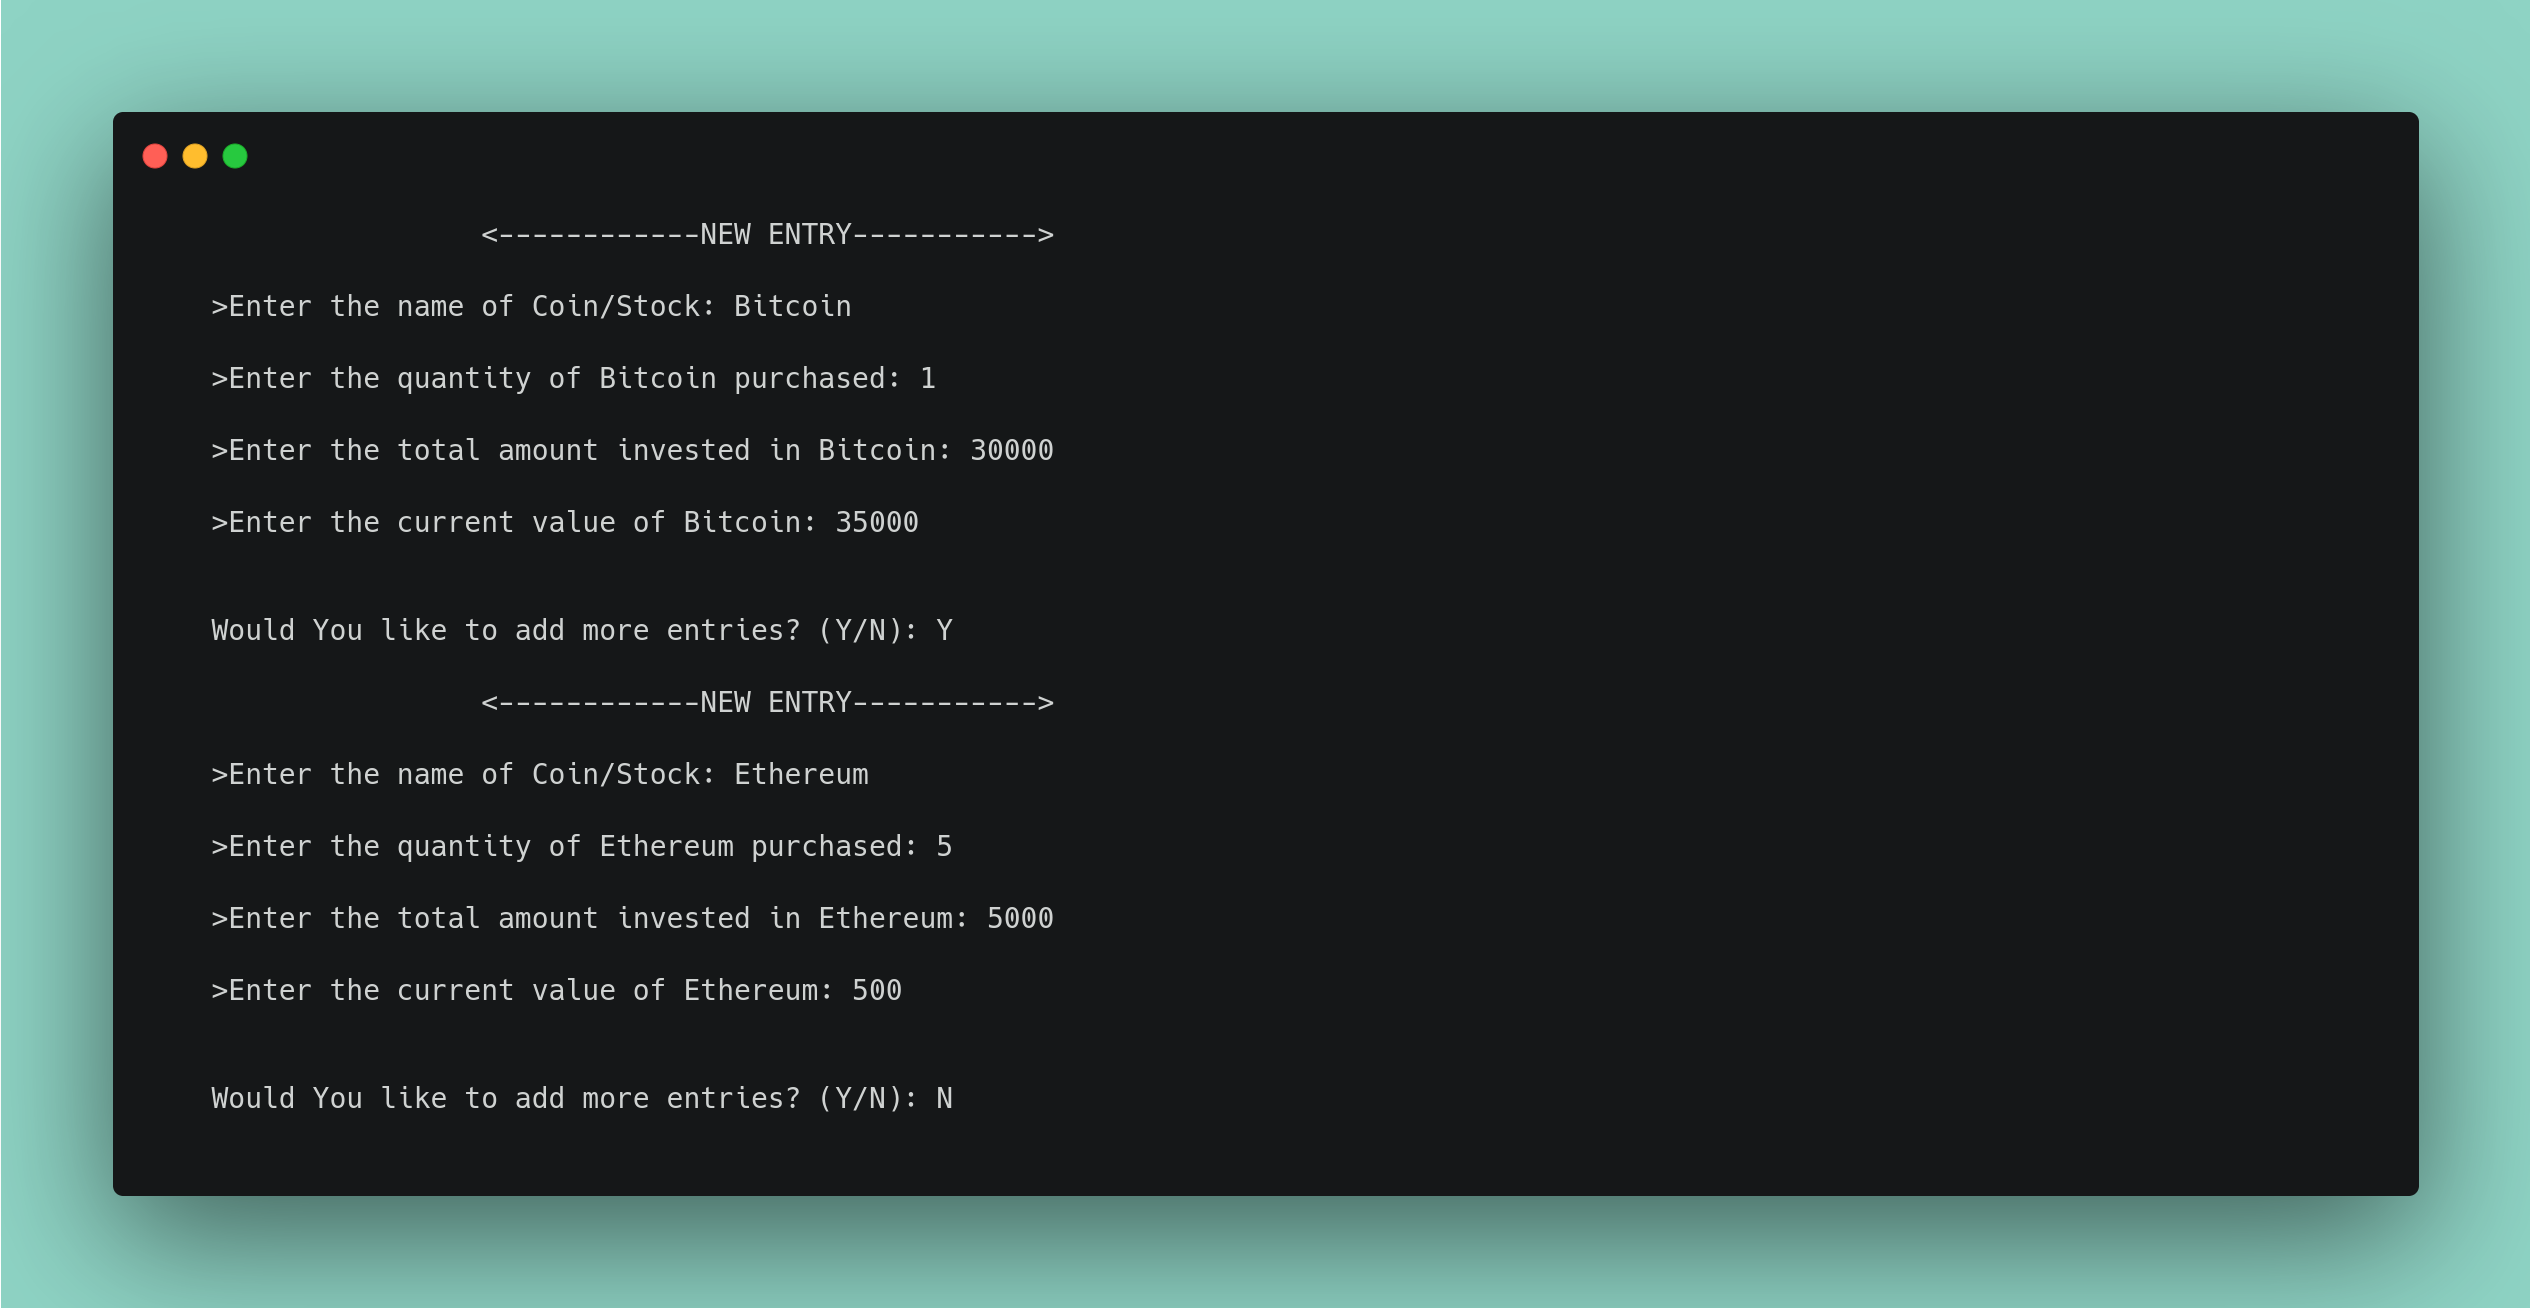 <------------NEW ENTRY----------->
>Enter the name of Coin/Stock: Bitcoin
>Enter the quantity of Bitcoin purchased: 1
>Enter the total amount invested in Bitcoin: 30000
>Enter the current value of Bitcoin: 35000
Would You like to add more entries? (Y/N): Y
<------------NEW ENTRY----------->
>Enter the name of Coin/Stock: Ethereum
>Enter the quantity of Ethereum purchased: 5
>Enter the total amount invested in Ethereum: 5000
>Enter the current value of Ethereum: 500
Would You like to add more entries? (Y/N): N